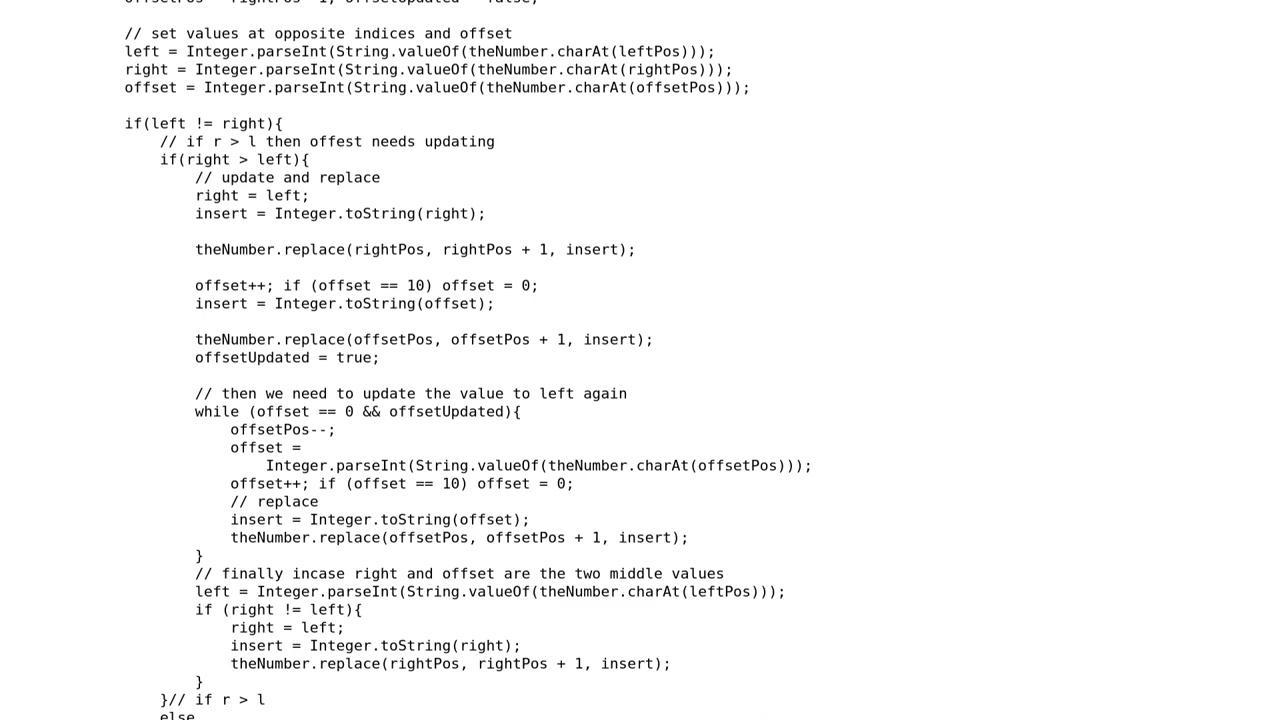 offsetPos = rightPos -1; offsetUpdated = false;
// set values at opposite indices and offset
left = Integer.parseInt(String.valueOf(theNumber.charAt(leftPos)));
right = Integer.parseInt(String.valueOf(theNumber.charAt(rightPos)));
offset = Integer.parseInt(String.valueOf(theNumber.charAt(offsetPos)));
if(left != right){
// if r > l then offest needs updating
if(right > left){
// update and replace
right = left;
insert = Integer.toString(right);
theNumber.replace(rightPos, rightPos + 1, insert);
offset++; if (offset == 10) offset = 0;
insert = Integer.toString(offset);
theNumber.replace(offsetPos, offsetPos + 1, insert);
offsetUpdated = true;
// then we need to update the value to left again
while (offset == 0 && offsetUpdated){
offsetPos--;
offset =
Integer.parseInt(String.valueOf(theNumber.charAt(offsetPos)));
offset++; if (offset == 10) offset = 0;
// replace
insert = Integer.toString(offset);
theNumber.replace(offsetPos, offsetPos + 1, insert);
}
// finally incase right and offset are the two middle values
left = Integer.parseInt(String.valueOf(theNumber.charAt(leftPos)));
if (right != left){
right = left;
insert = Integer.toString(right);
theNumber.replace(rightPos, rightPos + 1, insert);
}
}// if r > l
else